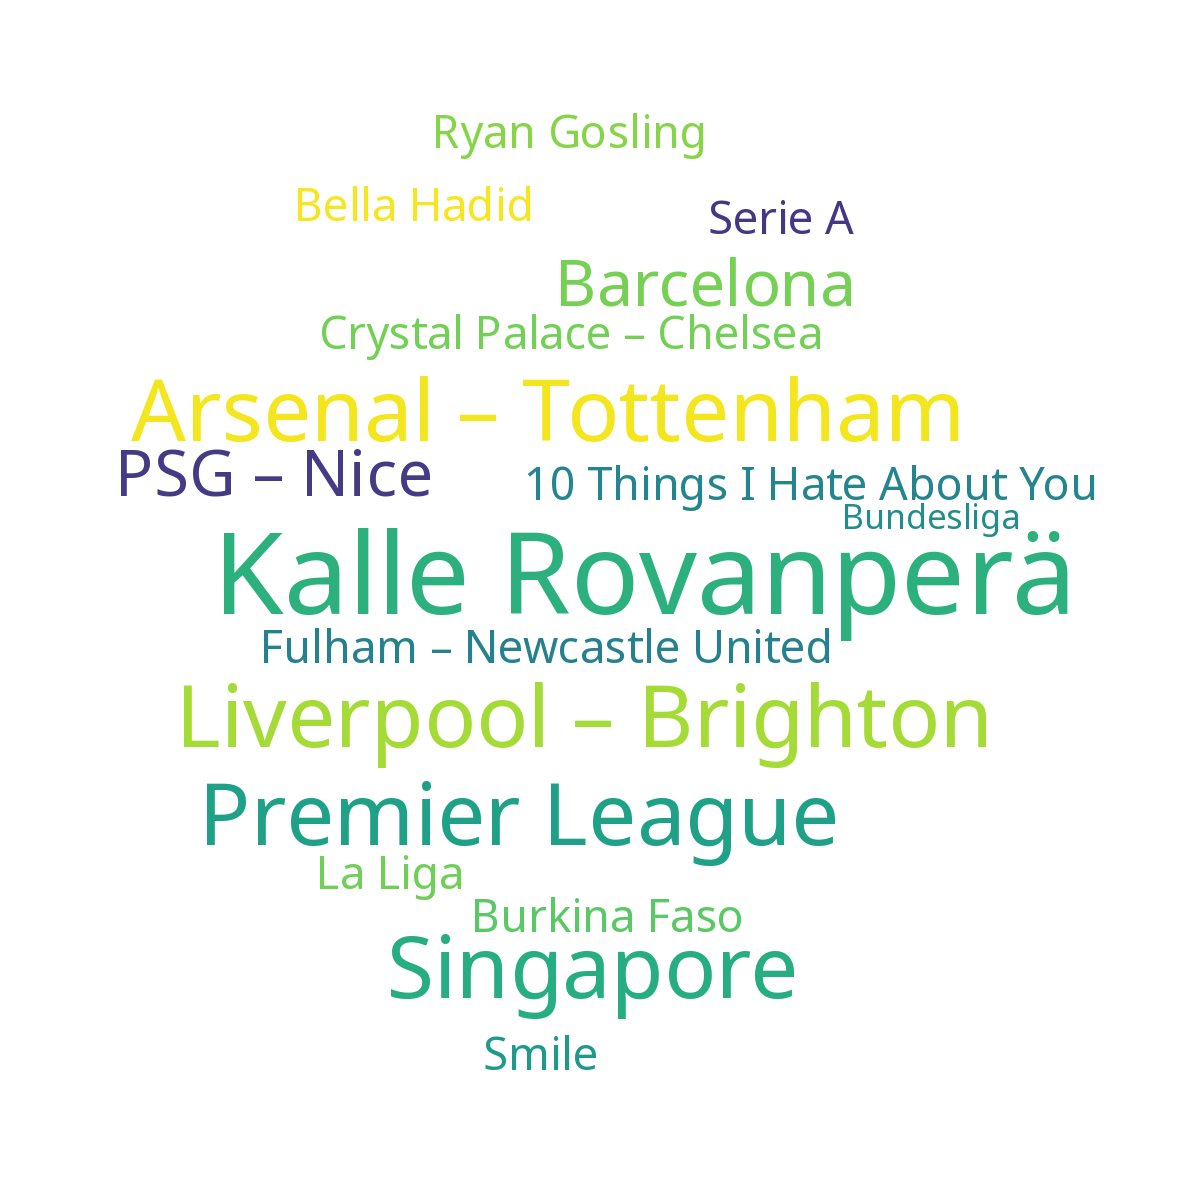 Ryan Gosling
Bella Hadid
Serie A
Barcelona
Crystal Palace – Chelsea
Arsenal – Tottenham
PSG – Nice
10 Things I Hate About You
Bundesliga
Kalle Rovanperä
Fulham – Newcastle United
Liverpool – Brighton
Premier League
La Liga
Burkina Faso
Singapore
Smile